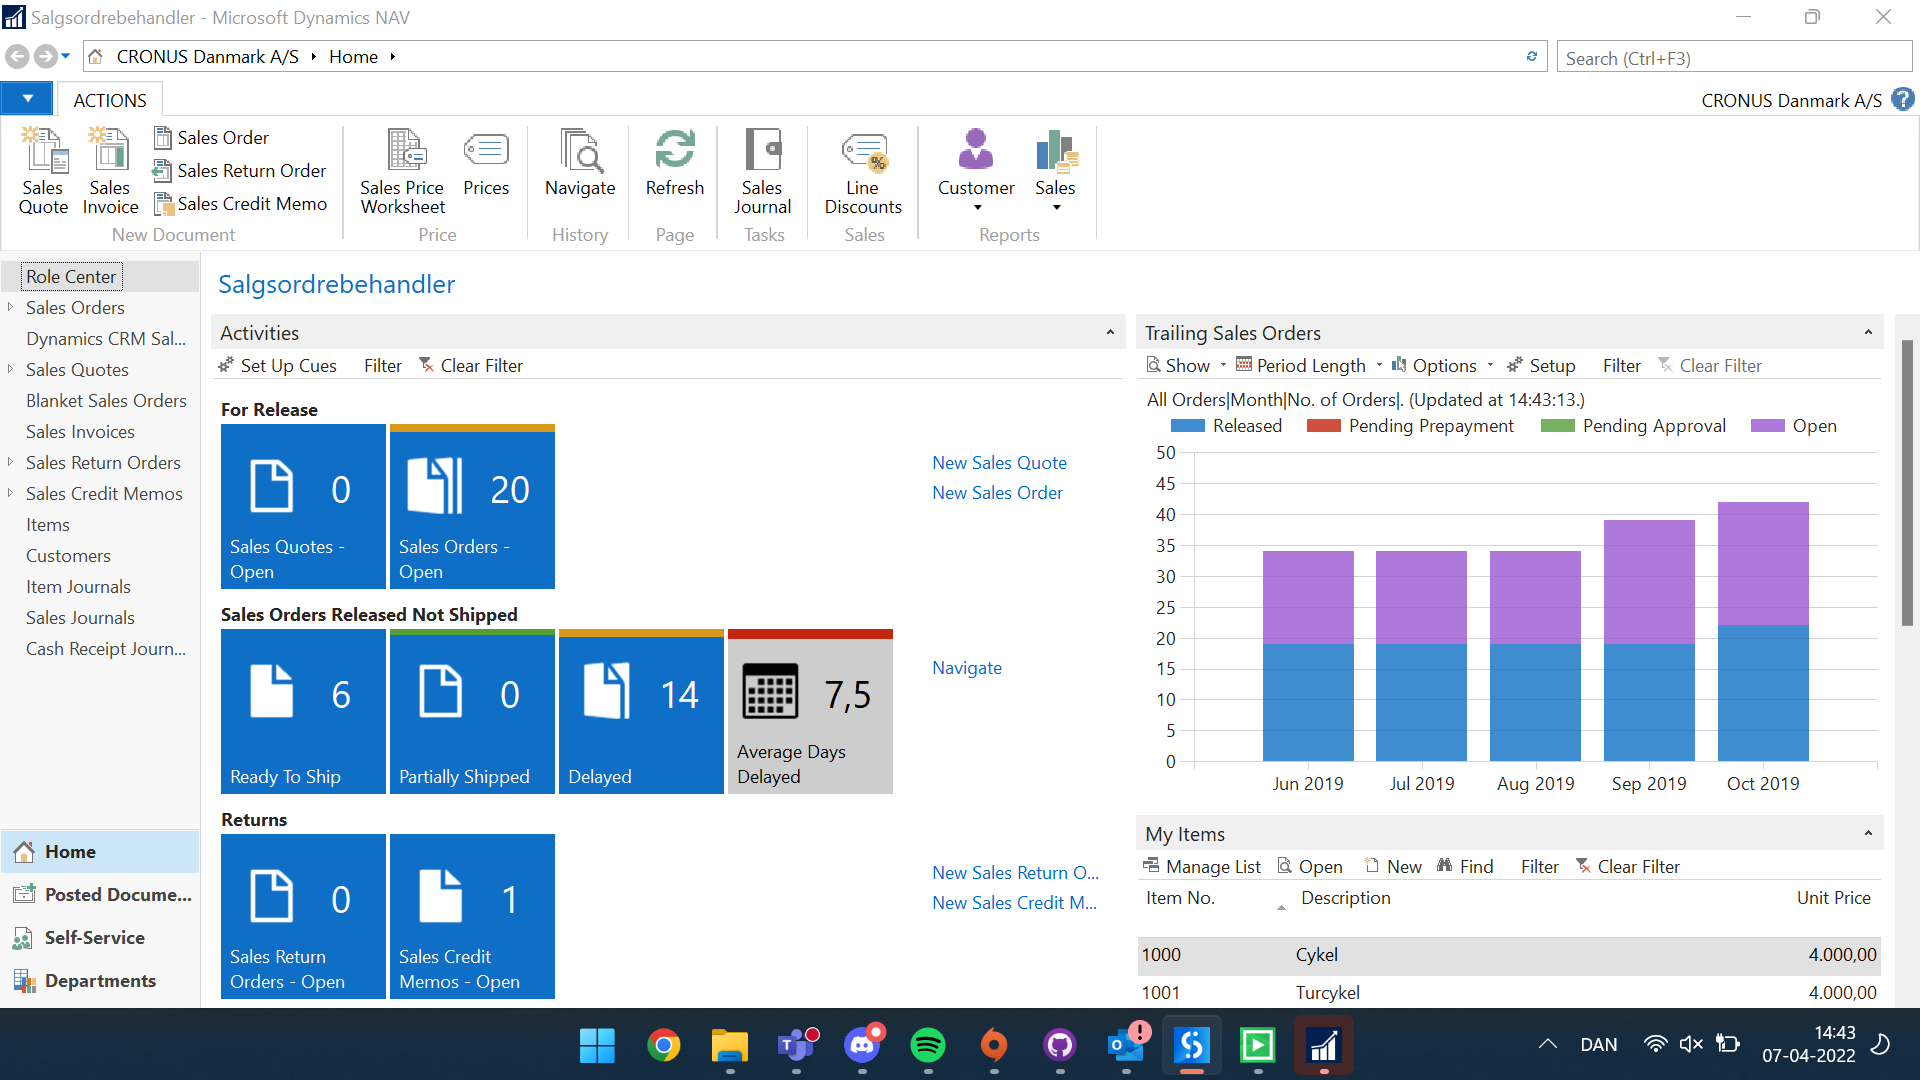 Salgsordrebehandler - Microsoft Dynamics NAV
CRONUS Danmark A/S
Home
Search (Ctrl+F3)
ACTIONS
CRONUS Danmark A/S
?
Sales Quote
Sales Invoice
Sales Order
Sales Return Order
Sales Credit Memo
New Document
Sales Price Worksheet
Prices
Price
Navigate
History
Refresh
Page
Sales Journal
Tasks
Line Discounts
Sales
Customer
Sales
Reports
Role Center
Sales Orders
Dynamics CRM Sal...
Sales Quotes
Blanket Sales Orders
Sales Invoices
Sales Return Orders
Sales Credit Memos
Items
Customers
Item Journals
Sales Journals
Cash Receipt Journ...
Home
Posted Docume...
Self-Service
Departments
Salgsordrebehandler
Activities
Set Up Cues Filter Clear Filter
For Release
0
Sales Quotes -
Open
20
Sales Orders -
Open
New Sales Quote
New Sales Order
Sales Orders Released Not Shipped
6
Ready To Ship
0
Partially Shipped
14
Delayed
7,5
Average Days
Delayed
Navigate
Returns
0
Sales Return
Orders - Open
1
Sales Credit
Memos - Open
New Sales Return O...
New Sales Credit M...
Trailing Sales Orders
Show Period Length Options Setup Filter Clear Filter
All Orders|Month|No. of Orders|. (Updated at 14:43:13.)
Released Pending Prepayment Pending Approval Open
50
45
40
35
30
25
20
15
10
5
0
Jun 2019 Jul 2019 Aug 2019 Sep 2019 Oct 2019
My Items
Manage List Open New Find Filter Clear Filter
Item No. Description Unit Price
1000 Cykel 4.000,00
1001 Turcykel 4.000,00
DAN
14:43
07-04-2022